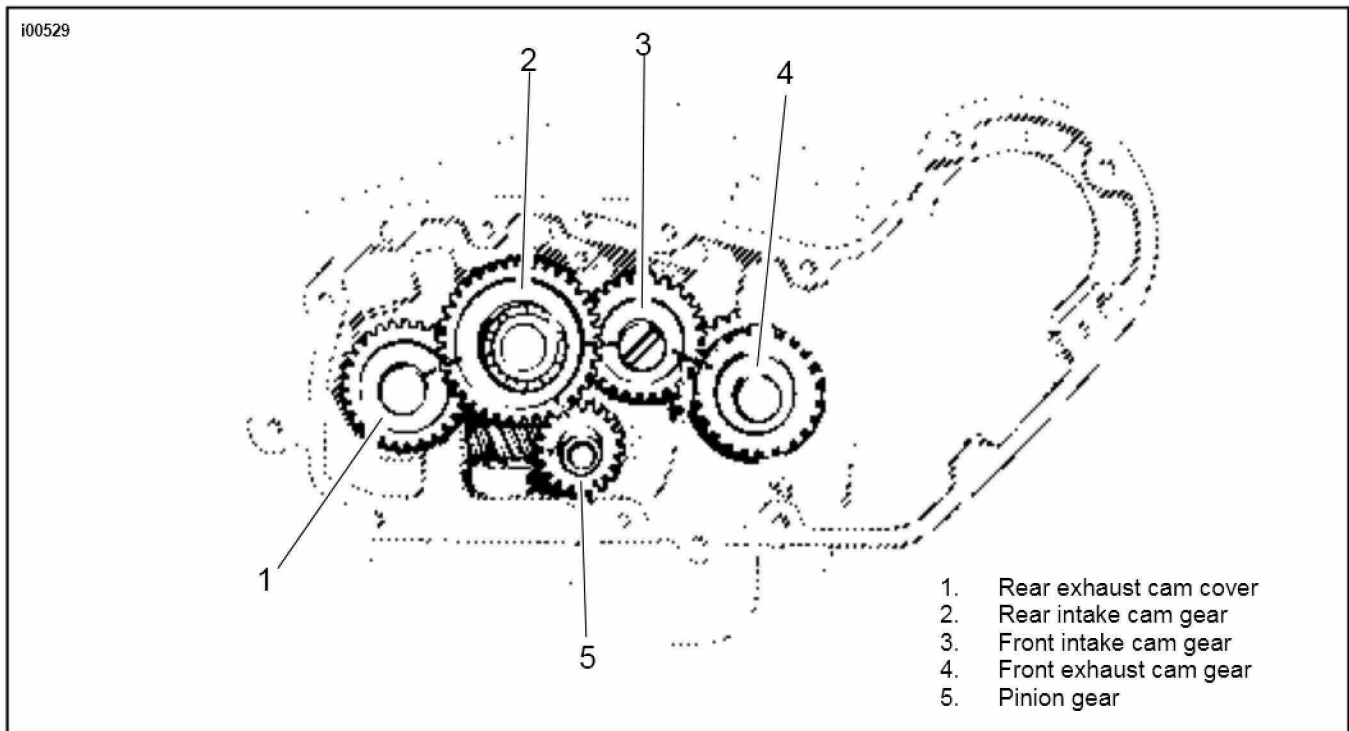 i00529
2
3
4
1
5
1. Rear exhaust cam cover
2. Rear intake cam gear
3. Front intake cam gear
4. Front exhaust cam gear
5. Pinion gear